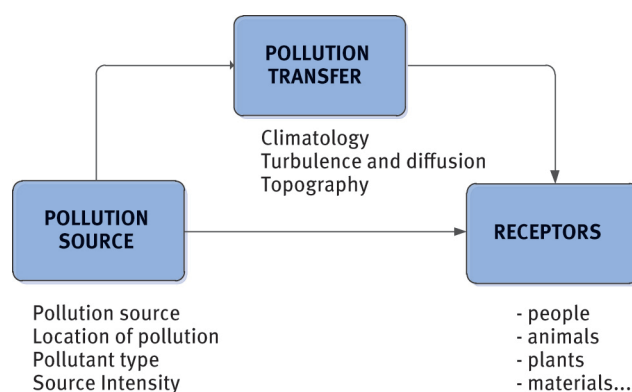 POLLUTION
TRANSFER
Climatology
Turbulence and diffusion
Topography
POLLUTION
SOURCE
RECEPTORS
Pollution source
Location of pollution
Pollutant type
Source Intensity
- people
- animals
- plants
- materials...